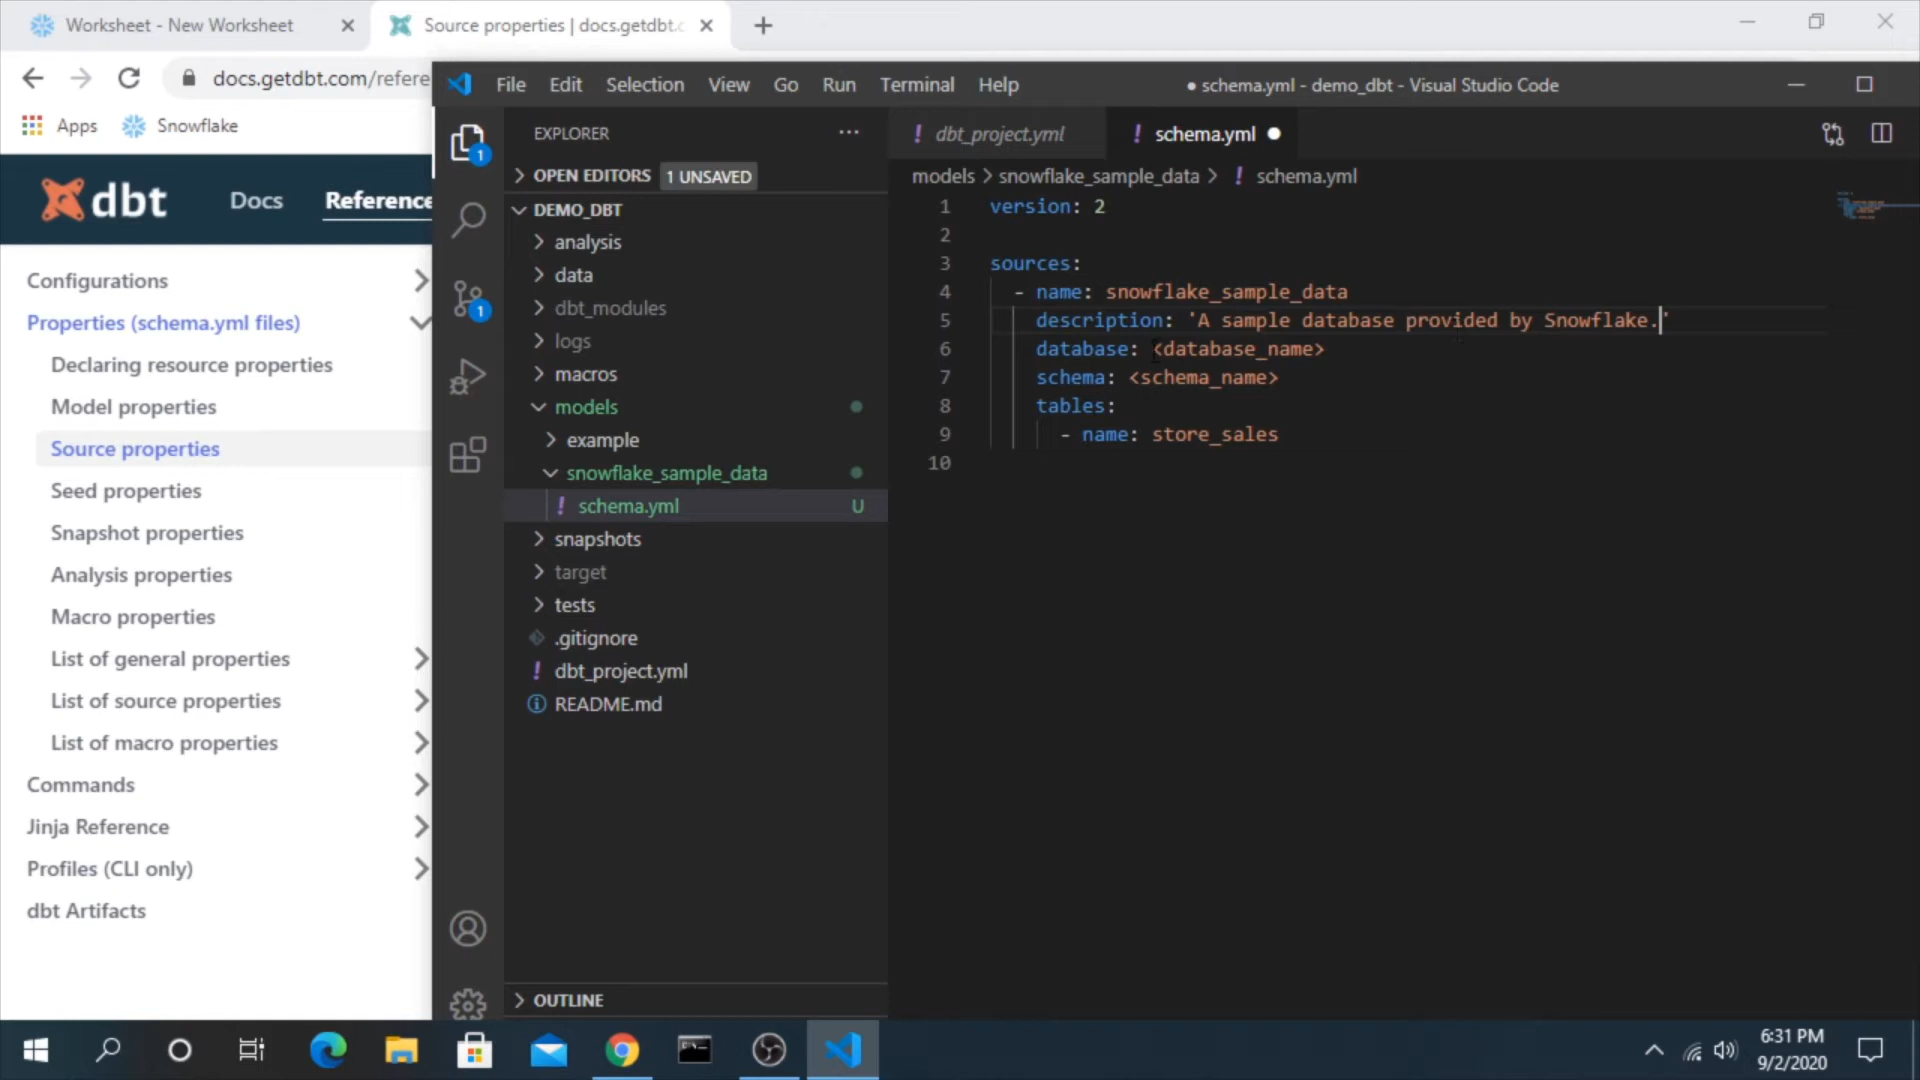 Worksheet - New Worksheet
Source properties | docs.getdbt.c
docs.getdbt.com/refere
Apps
Snowflake
dbt
Docs
Reference
Configurations
Properties (schema.yml files)
Declaring resource properties
Model properties
Source properties
Seed properties
Snapshot properties
Analysis properties
Macro properties
List of general properties
List of source properties
List of macro properties
Commands
Jinja Reference
Profiles (CLI only)
dbt Artifacts
File Edit Selection View Go Run Terminal Help
● schema.yml - demo_dbt - Visual Studio Code
1
1
EXPLORER
OPEN EDITORS 1 UNSAVED
DEMO_DBT
analysis
data
dbt_modules
logs
macros
models
example
snowflake_sample_data
! schema.yml U
snapshots
target
tests
.gitignore
! dbt_project.yml
README.md
OUTLINE
! dbt_project.yml
! schema.yml
models > snowflake_sample_data > ! schema.yml
1 version: 2
2
3 sources:
4 - name: snowflake_sample_data
5 description: 'A sample database provided by Snowflake.'
6 database: <database_name>
7 schema: <schema_name>
8 tables:
9 - name: store_sales
10
6:31 PM
9/2/2020